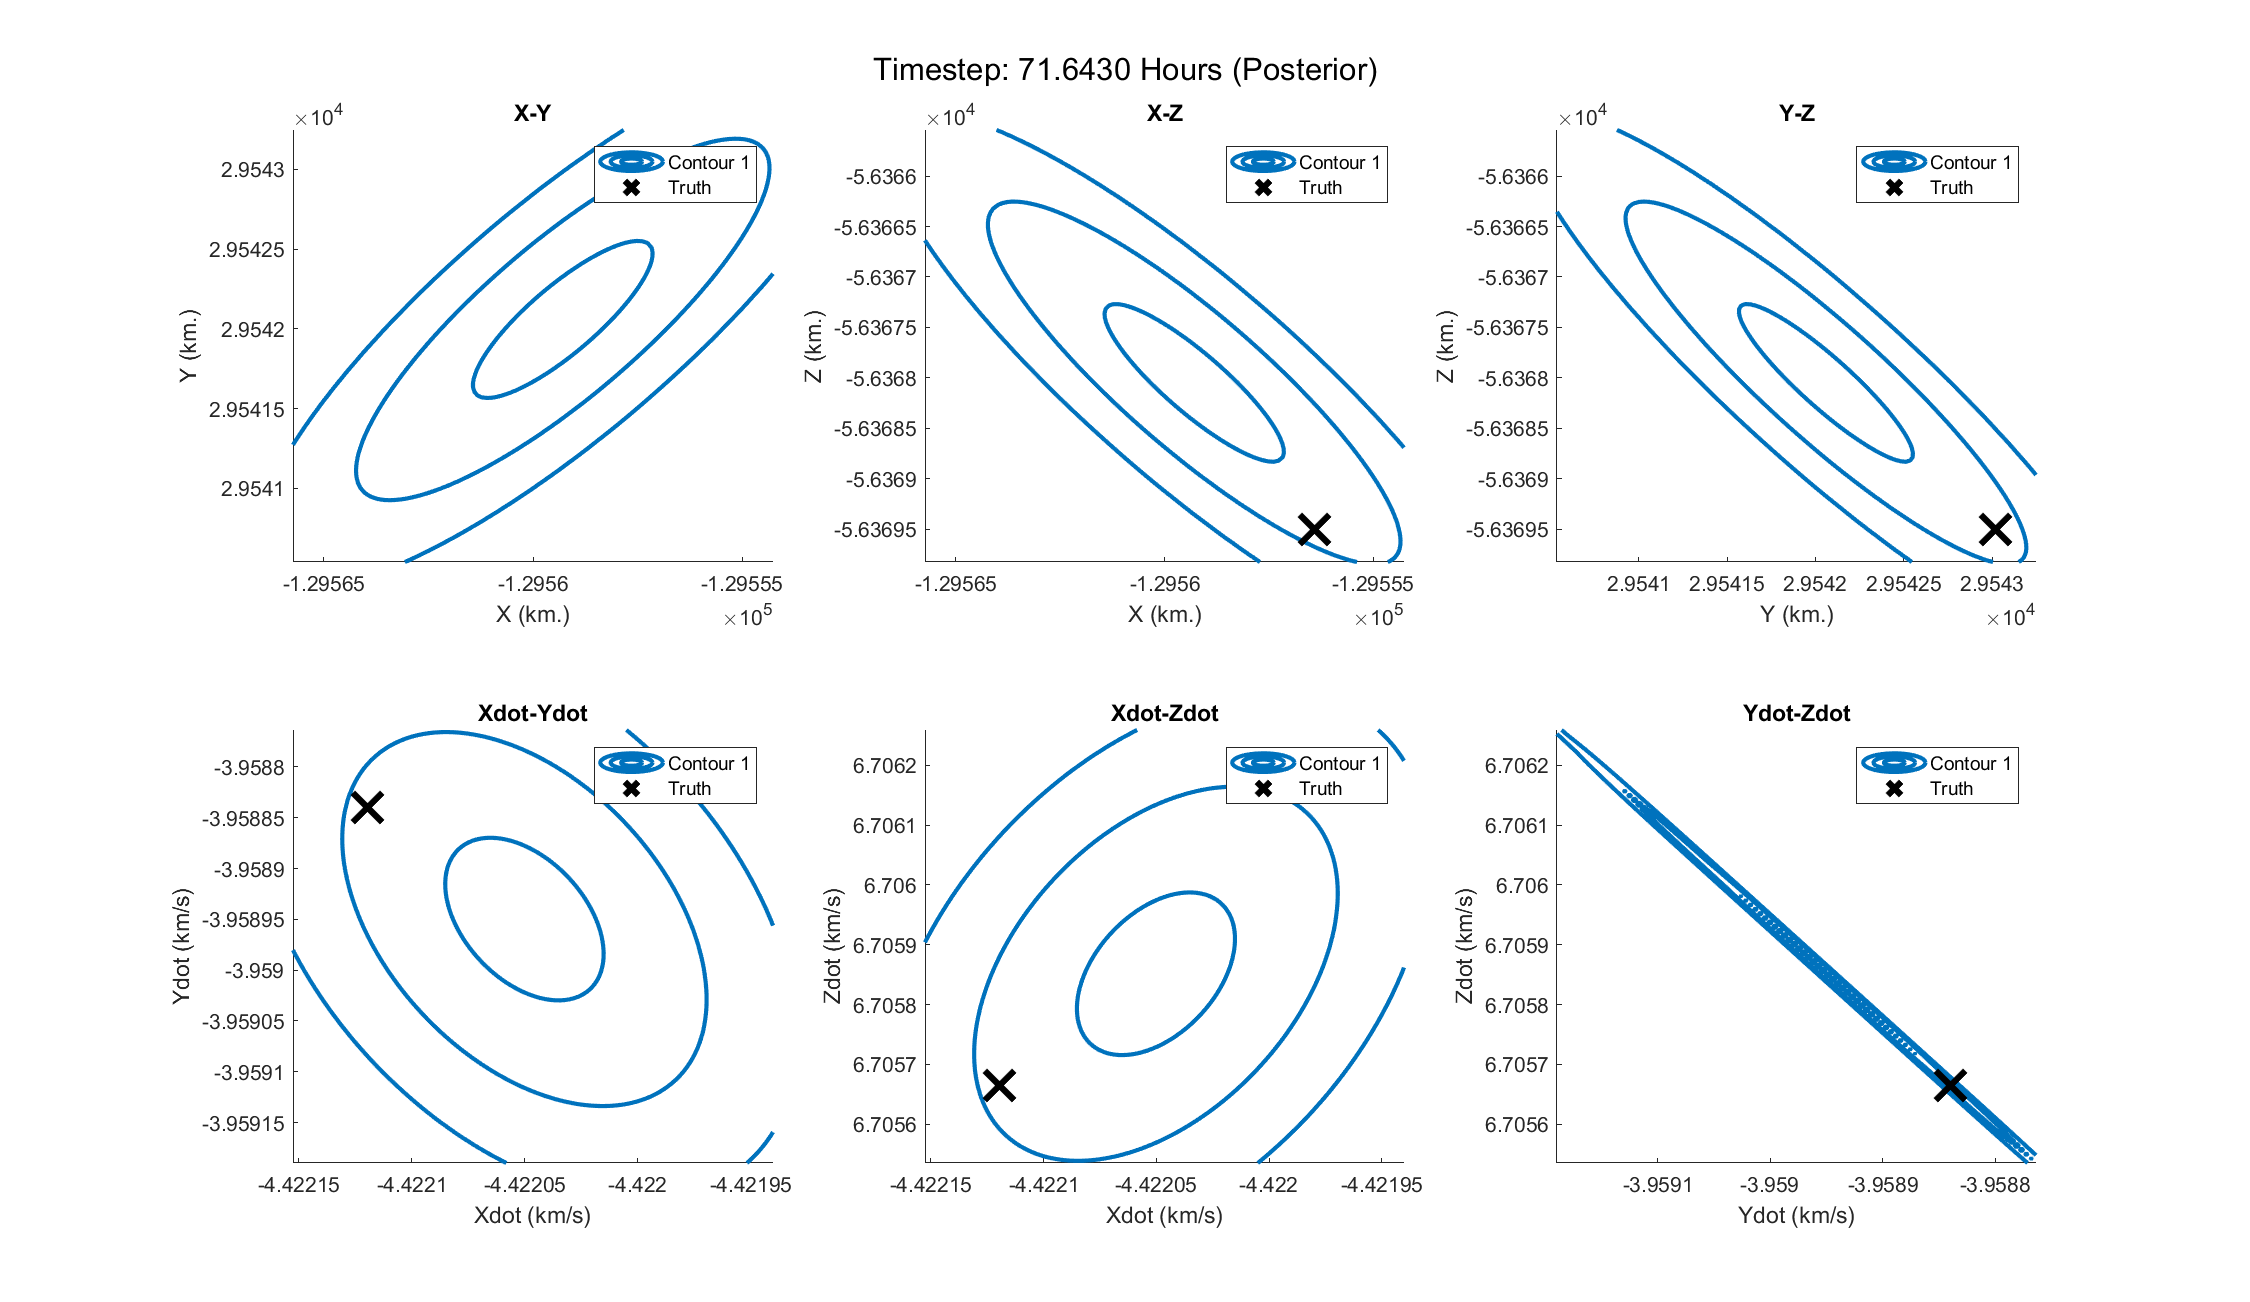 Timestep: 71.6430 Hours (Posterior)
X-Y
×10^4
2.9543
2.95425
2.9542
2.95415
2.9541
Y (km.)
-1.29565
-1.2956
-1.29555
X (km.)
×10^5
Contour 1
Truth
X-Z
×10^4
-5.6366
-5.63665
-5.6367
-5.63675
-5.6368
-5.63685
-5.6369
-5.63695
Z (km.)
-1.29565
-1.2956
-1.29555
X (km.)
×10^5
Contour 1
Truth
Y-Z
×10^4
-5.6366
-5.63665
-5.6367
-5.63675
-5.6368
-5.63685
-5.6369
-5.63695
Z (km.)
2.9541
2.95415
2.9542
2.95425
2.9543
Y (km.)
×10^4
Contour 1
Truth
Xdot-Ydot
-3.9588
-3.95885
-3.9589
-3.95895
-3.959
-3.95905
-3.9591
-3.95915
Ydot (km/s)
-4.42215
-4.4221
-4.42205
-4.422
-4.42195
Xdot (km/s)
Contour 1
Truth
Xdot-Zdot
6.7062
6.7061
6.706
6.7059
6.7058
6.7057
6.7056
Zdot (km/s)
-4.42215
-4.4221
-4.42205
-4.422
-4.42195
Xdot (km/s)
Contour 1
Truth
Ydot-Zdot
6.7062
6.7061
6.706
6.7059
6.7058
6.7057
6.7056
Zdot (km/s)
-3.9591
-3.959
-3.9589
-3.9588
Ydot (km/s)
Contour 1
Truth